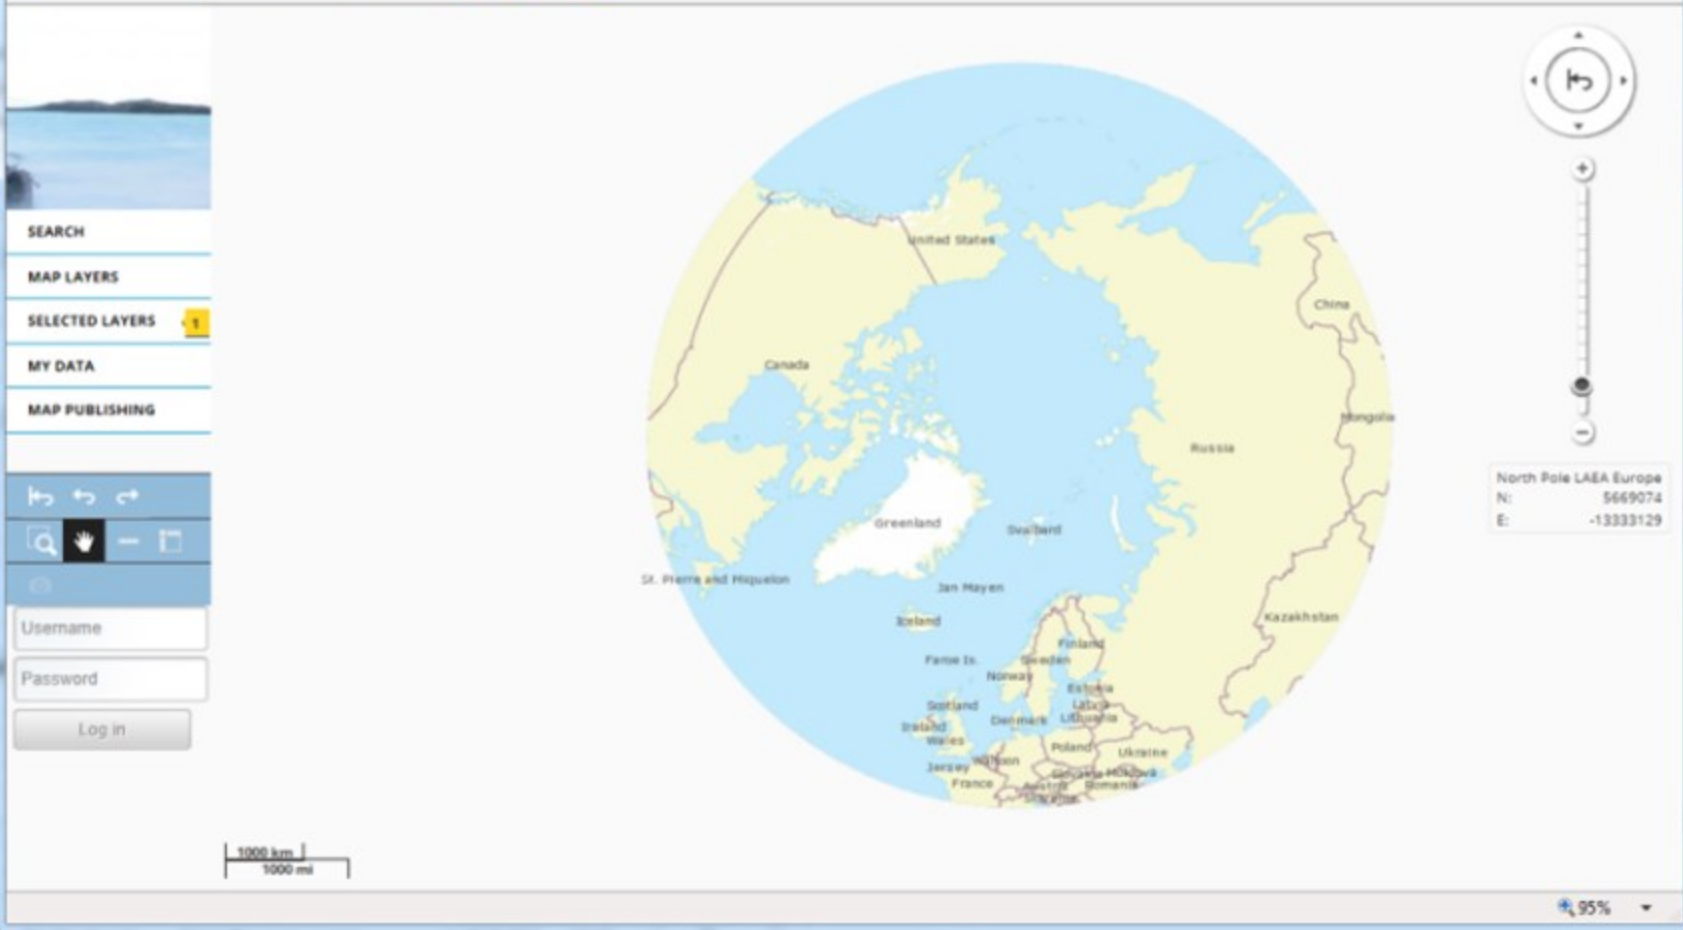 SEARCH
MAP LAYERS
SELECTED LAYERS 1
MY DATA
MAP PUBLISHING
Username
Password
Log in
United States
China
Canada
Mongolia
Russia
Greenland
Svalbard
St. Pierre and Miquelon
Jan Mayen
Iceland
Kazakhstan
Finland
Faroe Is.
Sweden
Norway
Estonia
Scotland
Latvia
Denmark
Lithuania
Ireland
Wales
Poland
Ukraine
Jersey
Slovakia
Moldova
France
Austria
Romania
North Pole LAEA Europe
N: 5669074
E: -13333129
1000 km
1000 mi
95%